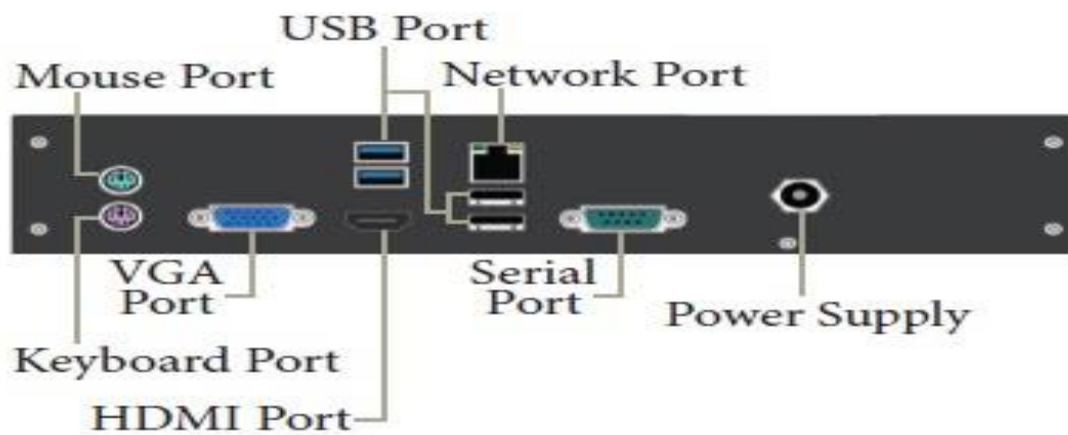 USB Port
Mouse Port
Network Port
VGA
Port
Serial
Port
Power Supply
Keyboard Port
HDMI Port